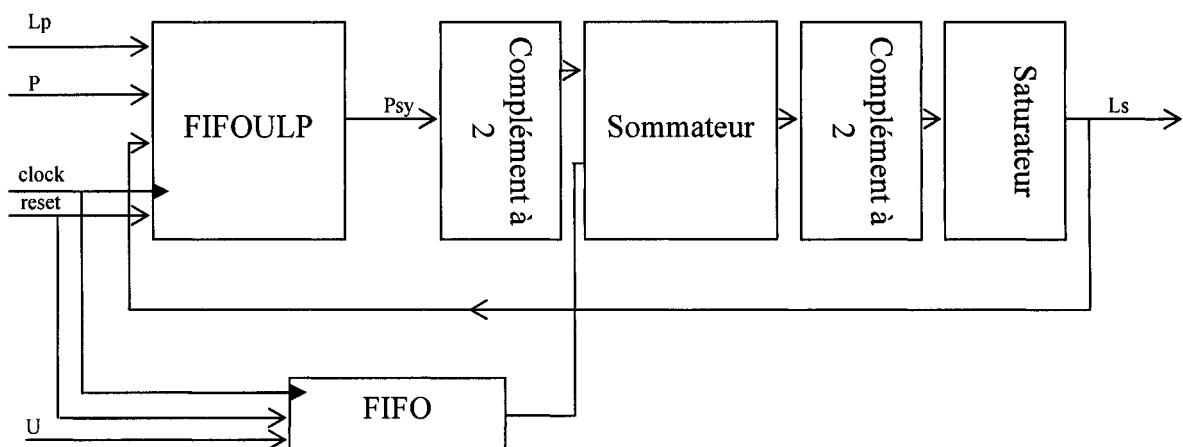 Lp
P
clock
reset
FIFOULP
Psy
Complément à
2
Sommateur
Complément à
2
Saturateur
Ls
FIFO
U